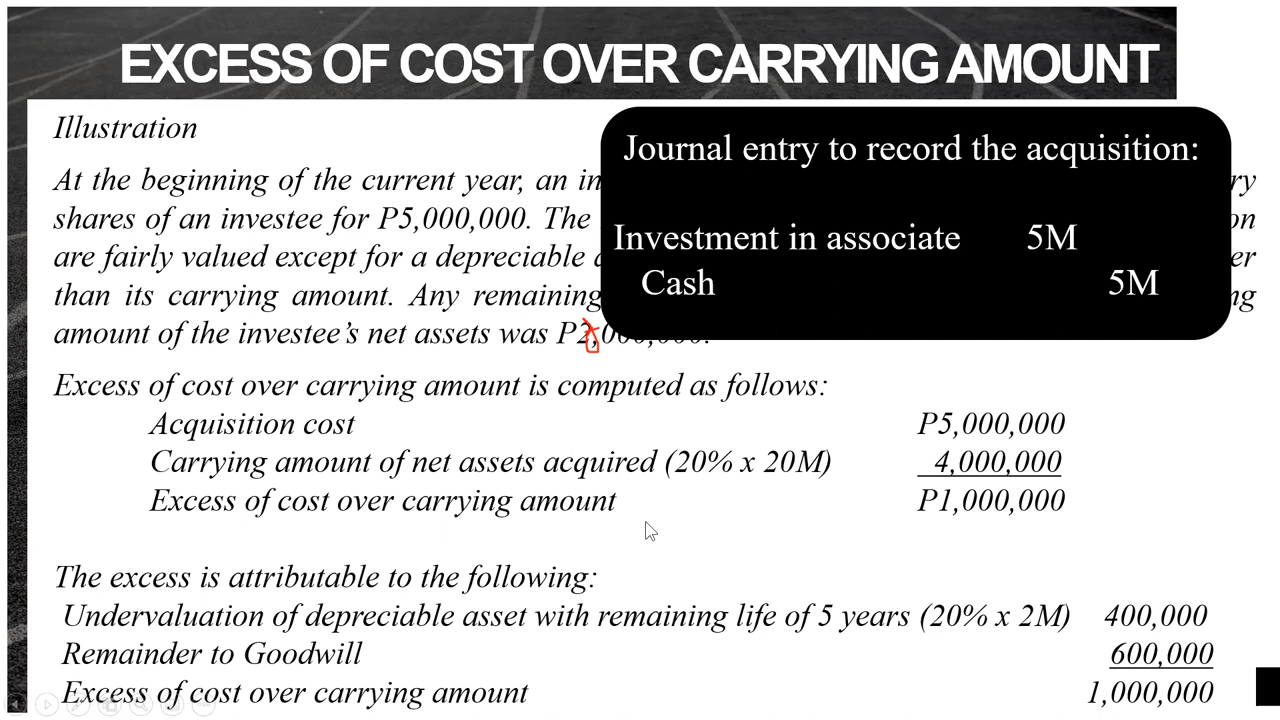 EXCESS OF COST OVER CARRYING AMOUNT
Illustration
Journal entry to record the acquisition:
Investment in associate 5M
Cash 5M
At the beginning of the current year, an
shares of an investee for P5,000,000. The
are fairly valued except for a depreciable
than its carrying amount. Any remaining
amount of the investee's net assets was
Excess of cost over carrying amount is computed as follows:
Acquisition cost P5,000,000
Carrying amount of net assets acquired (20% x 20M) 4,000,000
Excess of cost over carrying amount P1,000,000
The excess is attributable to the following:
Undervaluation of depreciable asset with remaining life of 5 years (20% x 2M) 400,000
Remainder to Goodwill 600,000
Excess of cost over carrying amount 1,000,000